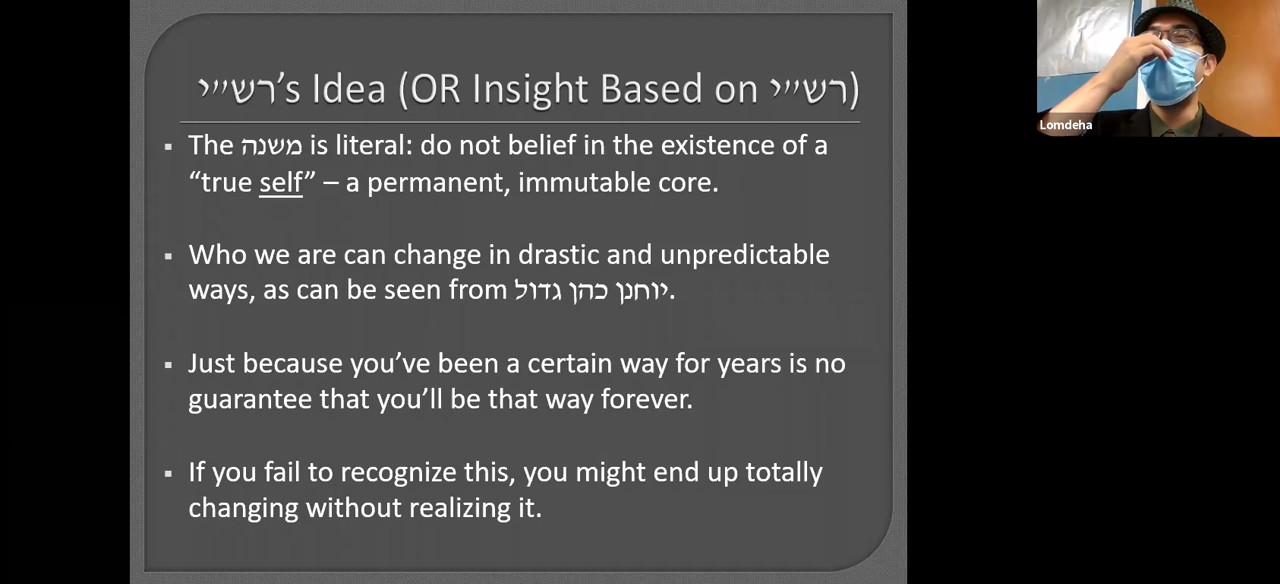 רש״י's Idea (OR Insight Based on רש״י)
▪ The משנה is literal: do not belief in the existence of a
“true self” – a permanent, immutable core.
▪ Who we are can change in drastic and unpredictable
ways, as can be seen from יוחנן כהן גדול.
▪ Just because you’ve been a certain way for years is no
guarantee that you’ll be that way forever.
▪ If you fail to recognize this, you might end up totally
changing without realizing it.
Lomdeha